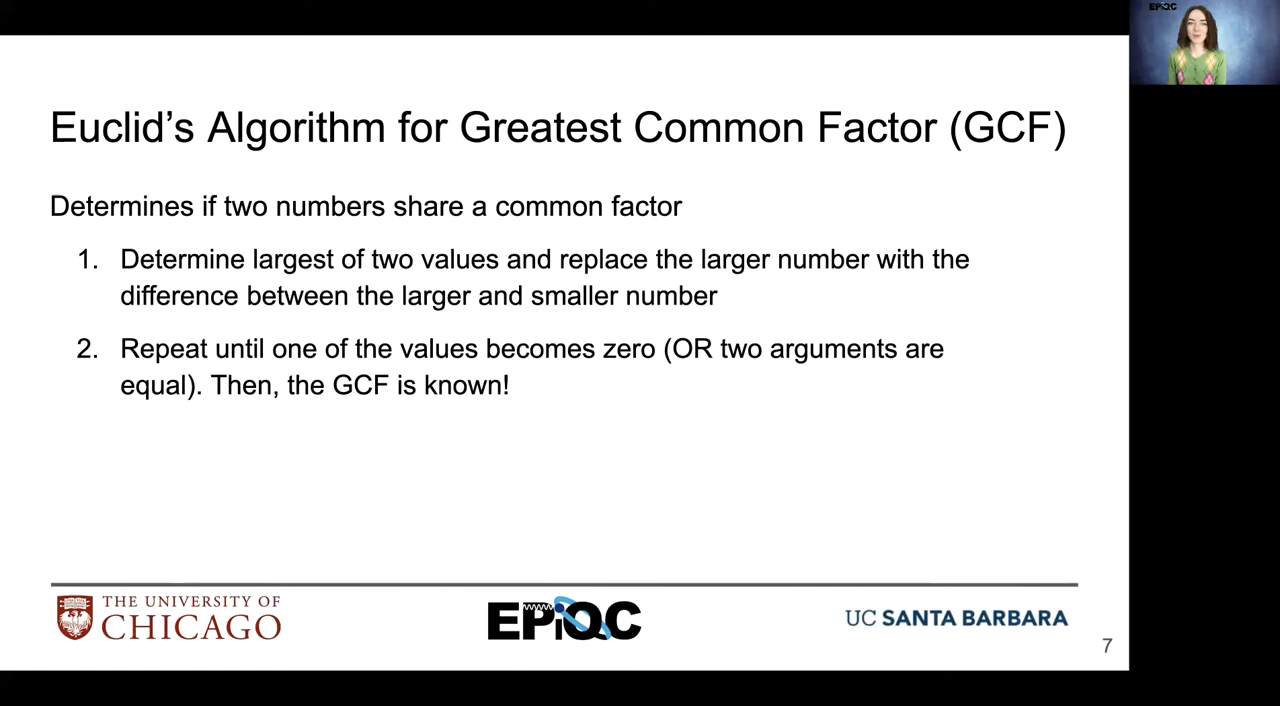 EPiQC
Euclid's Algorithm for Greatest Common Factor (GCF)
Determines if two numbers share a common factor
1. Determine largest of two values and replace the larger number with the
difference between the larger and smaller number
2. Repeat until one of the values becomes zero (OR two arguments are
equal). Then, the GCF is known!
THE UNIVERSITY OF
CHICAGO
EPiQC
UC SANTA BARBARA
7